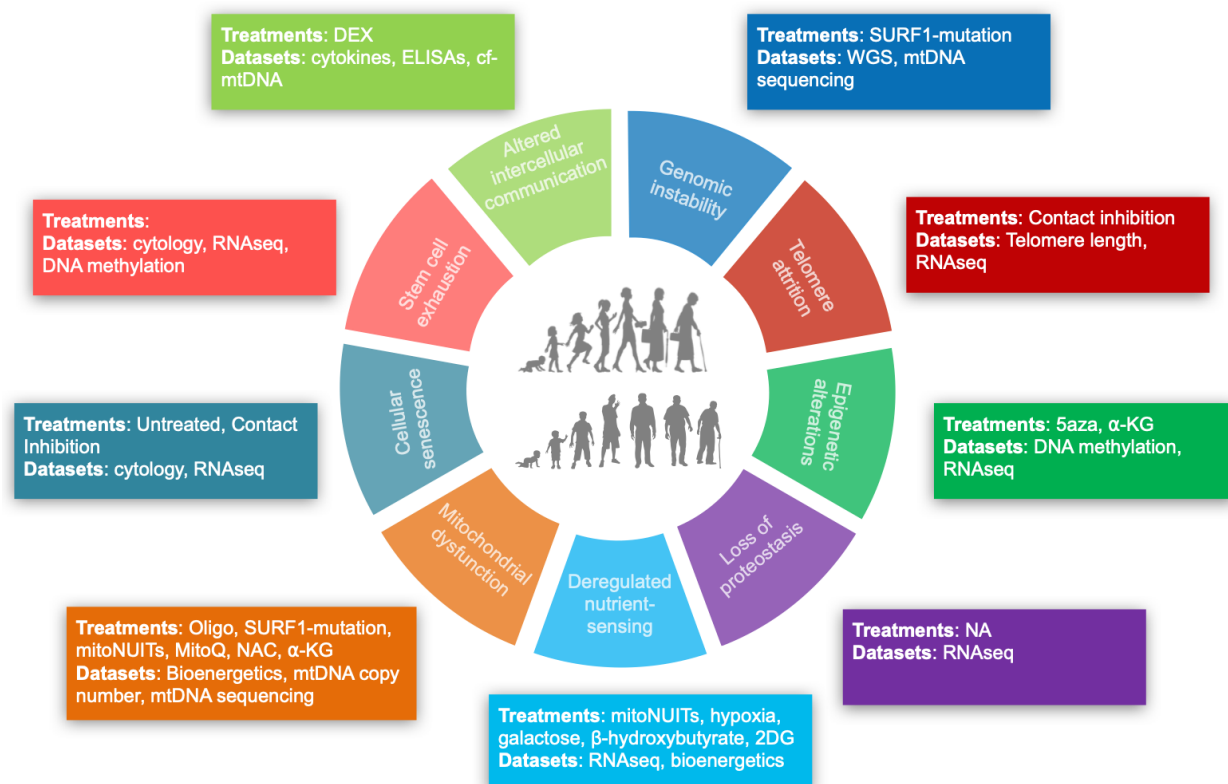 Treatments: DEX
Datasets: cytokines, ELISAs, cf-
mtDNA
Treatments: SURF1-mutation
Datasets: WGS, mtDNA
sequencing
Altered
intercellular
communication
Genomic
instability
Treatments:
Datasets: cytology, RNAseq,
DNA methylation
Stem cell
exhaustion
Telomere
attrition
Treatments: Contact inhibition
Datasets: Telomere length,
RNAseq
Treatments: Untreated, Contact
Inhibition
Datasets: cytology, RNAseq
Cellular
senescence
Epigenetic
alterations
Treatments: 5aza, α-KG
Datasets: DNA methylation,
RNAseq
Mitochondrial
dysfunction
Deregulated
nutrient-
sensing
Loss of
proteostasis
Treatments: Oligo, SURF1-mutation,
mitoNUITs, MitoQ, NAC, α-KG
Datasets: Bioenergetics, mtDNA copy
number, mtDNA sequencing
Treatments: NA
Datasets: RNAseq
Treatments: mitoNUITs, hypoxia,
galactose, β-hydroxybutyrate, 2DG
Datasets: RNAseq, bioenergetics